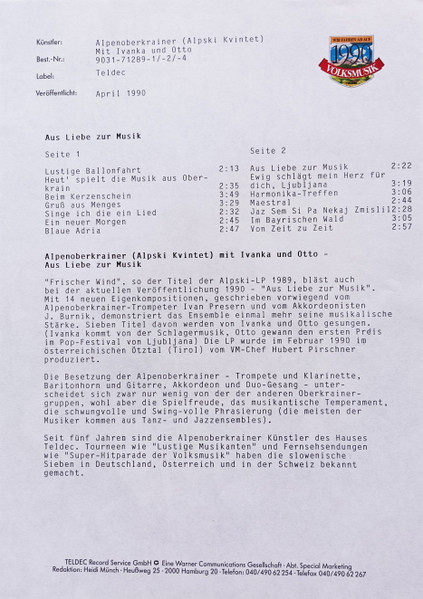 Künstler: Alpenoberkrainer (Alpski Kvintet)
Mit Ivanka und Otto
Best.-Nr.: 9031-71289-1/-2/-4
Label: Teldec
Veröffentlicht: April 1990
1990
VOLKSMUSIK
Aus Liebe zur Musik
Seite 1
Lustige Ballonfahrt 2:13
Heut' spielt die Musik aus Ober-
krain 2:35
Beim Kerzenschein 3:49
Gruß aus Menges 3:29
Singe ich die ein Lied 2:32
Ein neuer Morgen 2:45
Blaue Adria 2:47
Seite 2
Aus Liebe zur Musik 2:22
Ewig schlägt mein Herz für
dich, Ljubljana 3:19
Harmonika-Treffen 3:06
Maestral 2:44
Jaz Sem Si Pa Nekaj Zmislil 2:28
Im Bayrischen Wald 3:05
Von Zeit zu Zeit 2:57
Alpenoberkrainer (Alpski Kvintet) mit Ivanka und Otto -
Aus Liebe zur Musik
"Frischer Wind", so der Titel der Alpski-LP 1989, bläst auch
bei der aktuellen Veröffentlichung 1990 - "Aus Liebe zur Musik".
Mit 14 neuen Eigenkompositionen, geschrieben vorwiegend vom
Alpenoberkrainer-Trompeter Ivan Presern und vom Akkordeonisten
J. Burnik, demonstriert das Ensemble einmal mehr seine musikalische
Stärke. Sieben Titel davon werden von Ivanka und Otto gesungen.
(Ivanka kommt von der Schlagermusik, Otto gewann den ersten Preis
im Pop-Festival von Ljubljana) Die LP wurde im Februar 1990 im
österreichischen Ötztal (Tirol) vom VM-Chef Hubert Pirschner
produziert.
Die Besetzung der Alpenoberkrainer - Trompete und Klarinette,
Baritonhorn und Gitarre, Akkordeon und Duo-Gesang - unter-
scheidet sich zwar nur wenig von der der anderen Oberkrainer-
gruppen, wohl aber die Spielfreude, das musikantische Temperament,
die schwungvolle und Swing-volle Phrasierung (die meisten der
Musiker kommen aus Tanz- und Jazzensembles).
Seit fünf Jahren sind die Alpenoberkrainer Künstler des Hauses
Teldec. Tourneen wie "Lustige Musikanten" und Fernsehsendungen
wie "Super-Hitparade der Volksmusik" haben die slowenische
Sieben in Deutschland, Österreich und in der Schweiz bekannt
gemacht.
TELDEC Record Service GmbH Eine Warner Communications Gesellschaft · Abt. Special Marketing
Redaktion: Heidi Münch · Heußweg 25 · 2000 Hamburg 20 · Telefon: 040/490 62 254 · Telefax 040/490 62 267